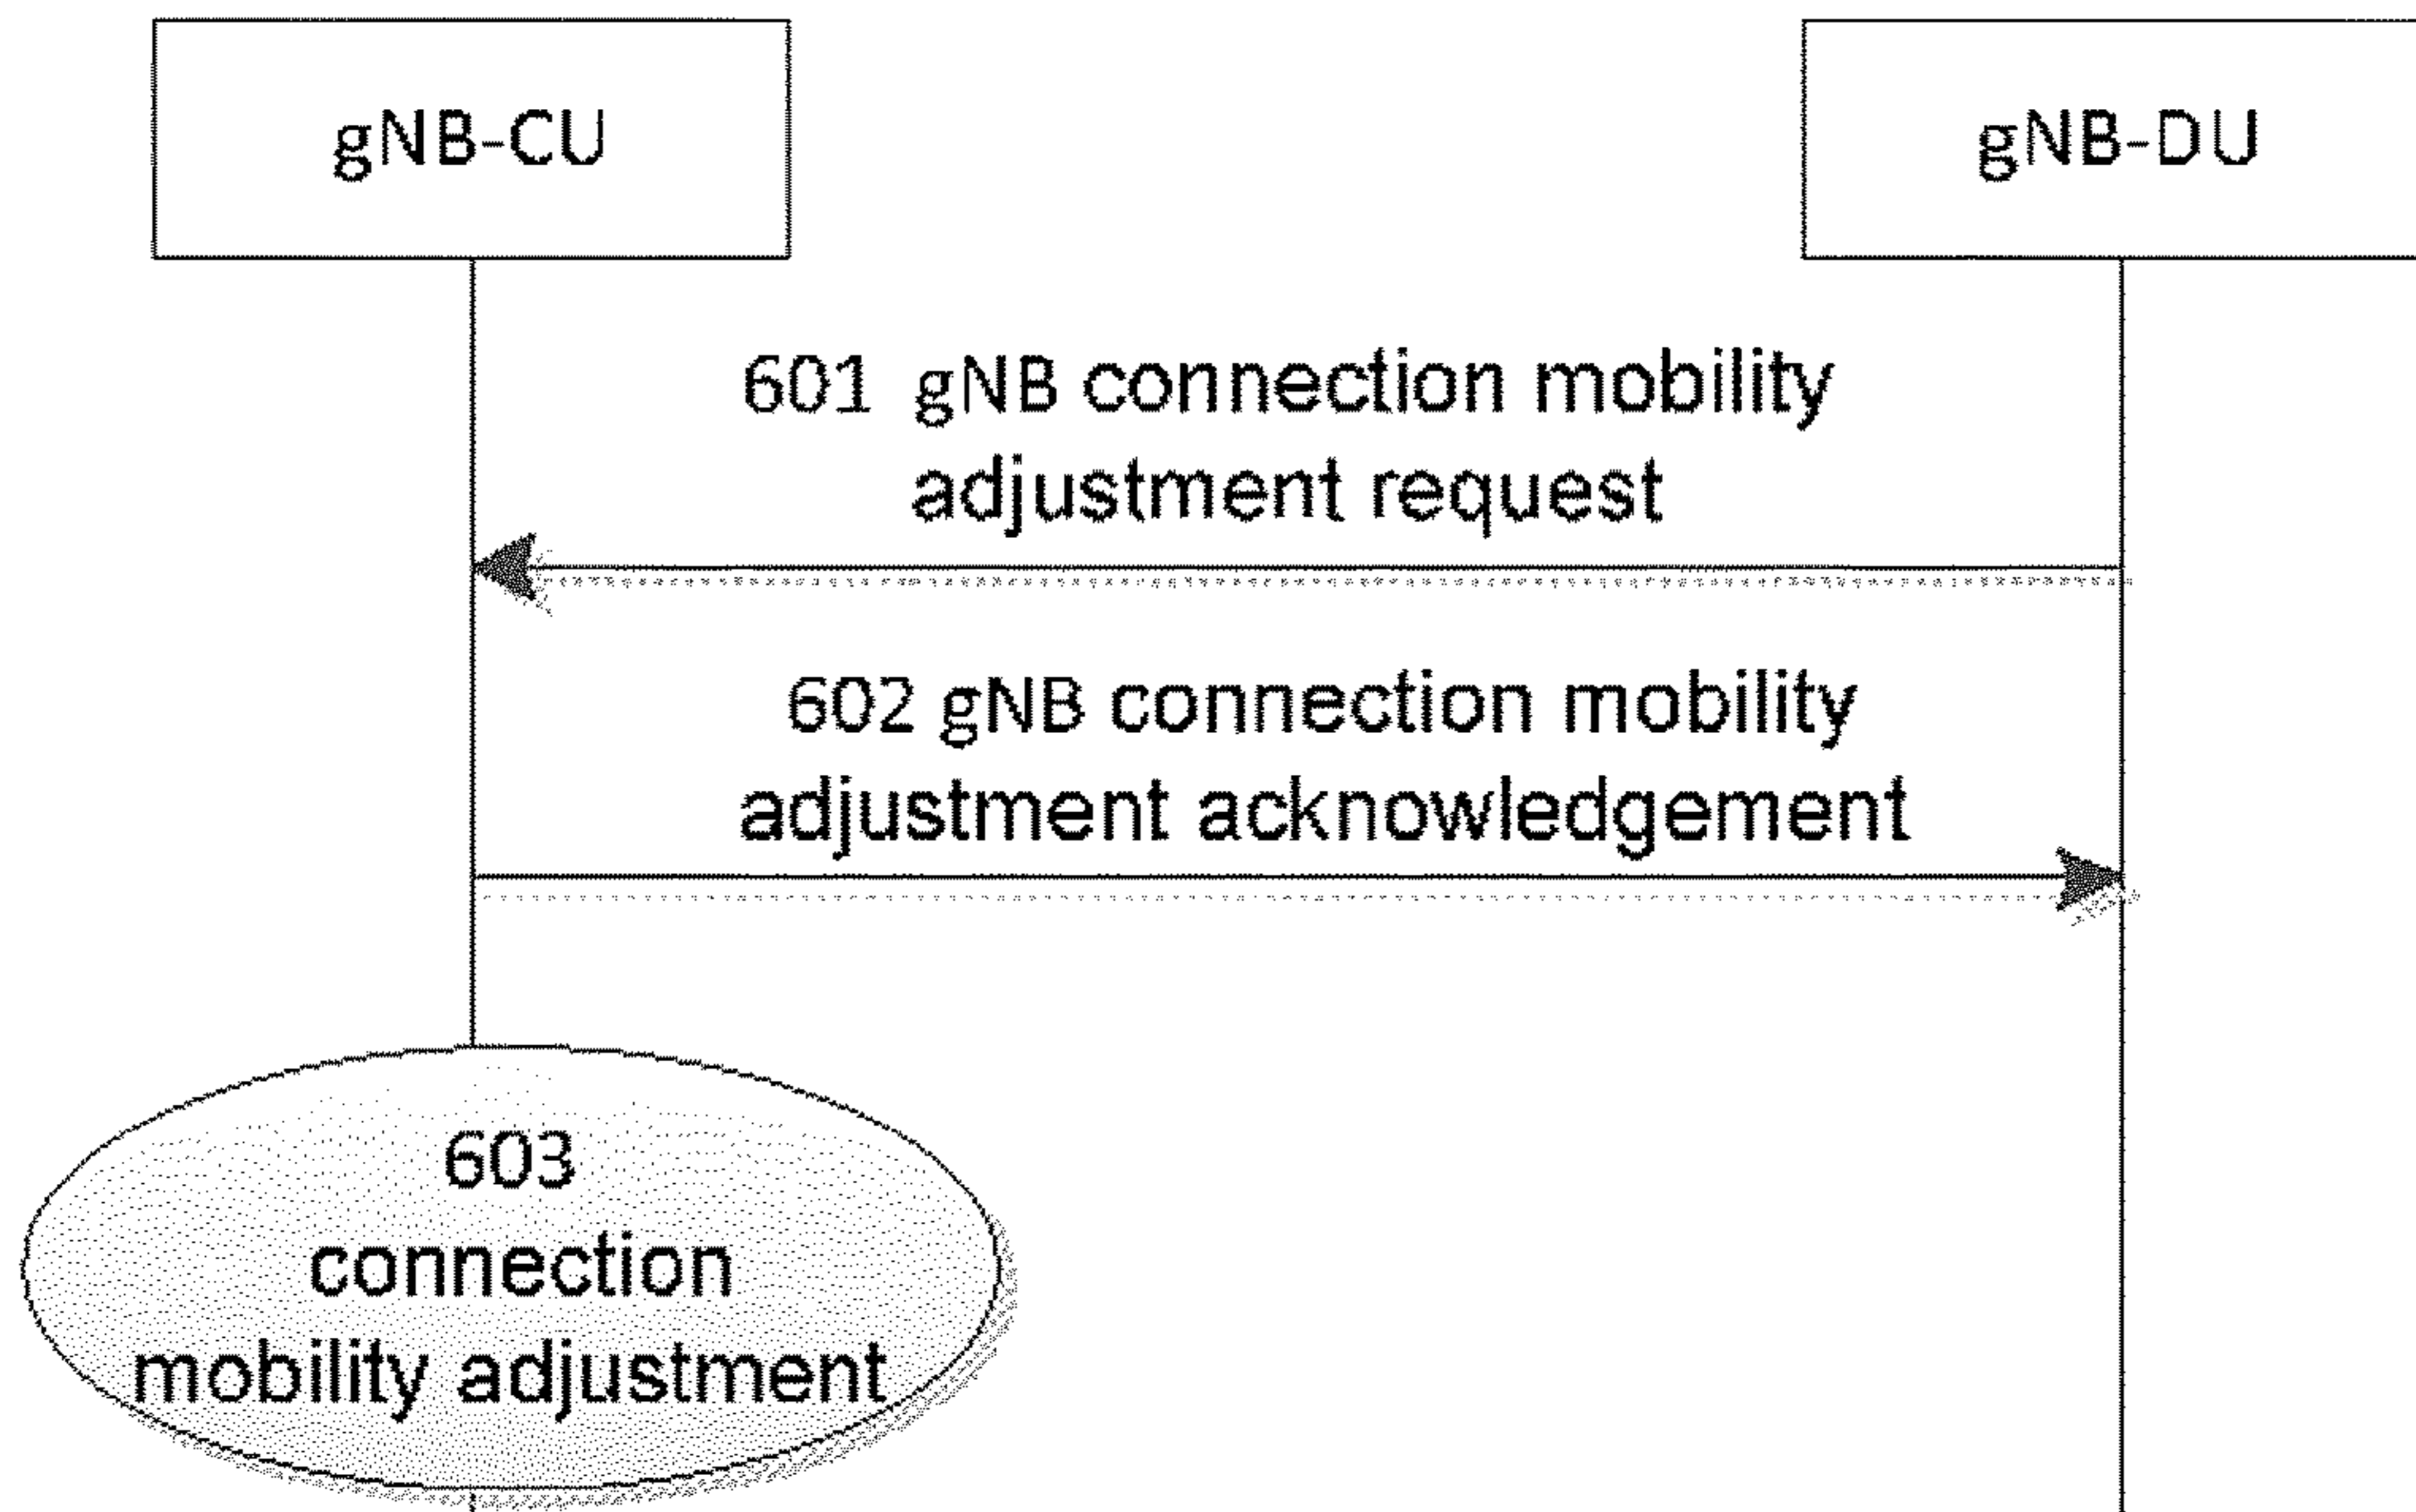 gNB-CU
gNB-DU
601 gNB connection mobility
adjustment request
602 gNB connection mobility
adjustment acknowledgement
603
connection
mobility adjustment